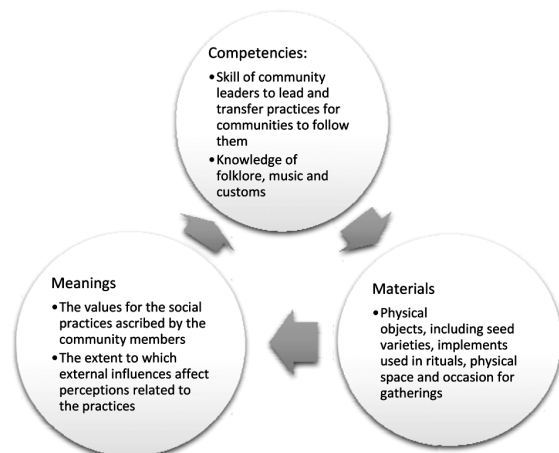 Competencies:
•Skill of community
leaders to lead and
transfer practices for
communities to follow
them
•Knowledge of
folklore, music and
customs
Meanings
•The values for the social
practices ascribed by the
community members
•The extent to which
external influences affect
perceptions related to
the practices
Materials
•Physical
objects, including seed
varieties, implements
used in rituals, physical
space and occasion for
gatherings